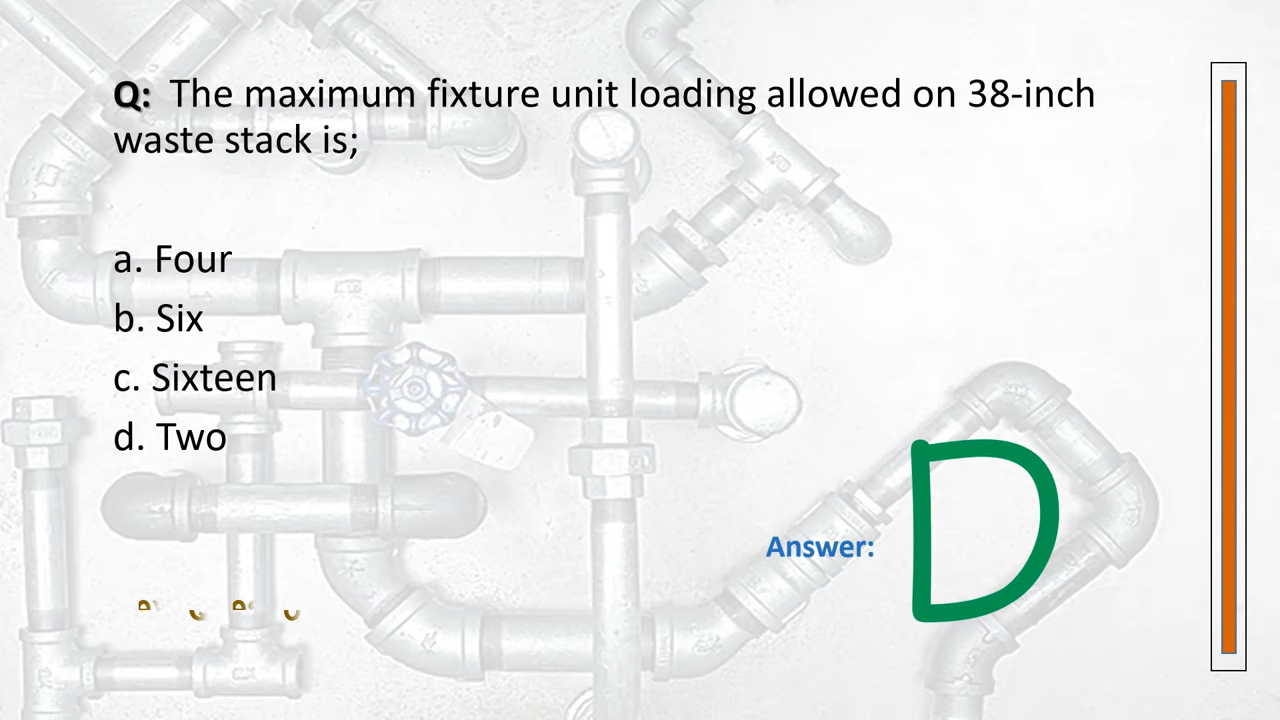 Q: The maximum fixture unit loading allowed on 38-inch
waste stack is;
a. Four
b. Six
c. Sixteen
d. Two
Answer:
D